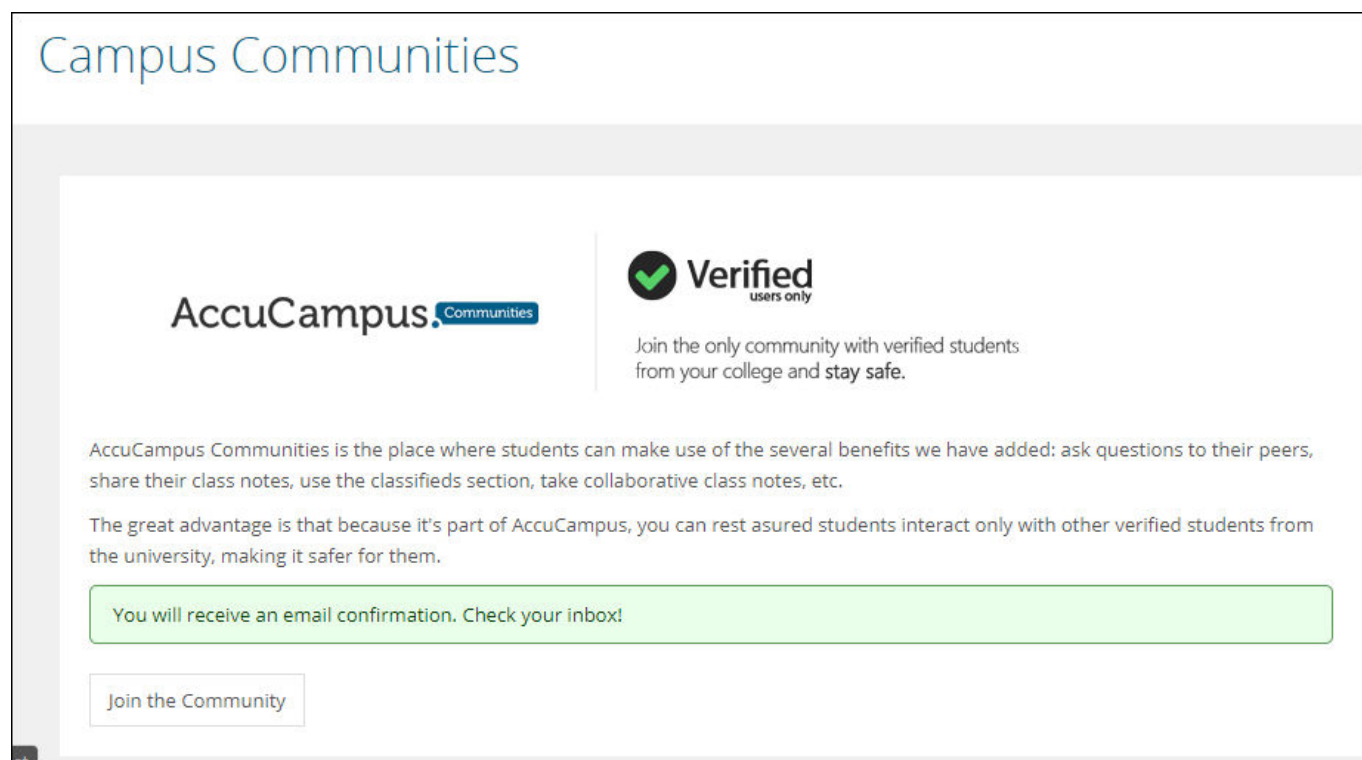 Campus Communities
AccuCampus. Communities
Verified
users only
Join the only community with verified students
from your college and stay safe.
AccuCampus Communities is the place where students can make use of the several benefits we have added: ask questions to their peers,
share their class notes, use the classifieds section, take collaborative class notes, etc.
The great advantage is that because it's part of AccuCampus, you can rest asured students interact only with other verified students from
the university, making it safer for them.
You will receive an email confirmation. Check your inbox!
Join the Community